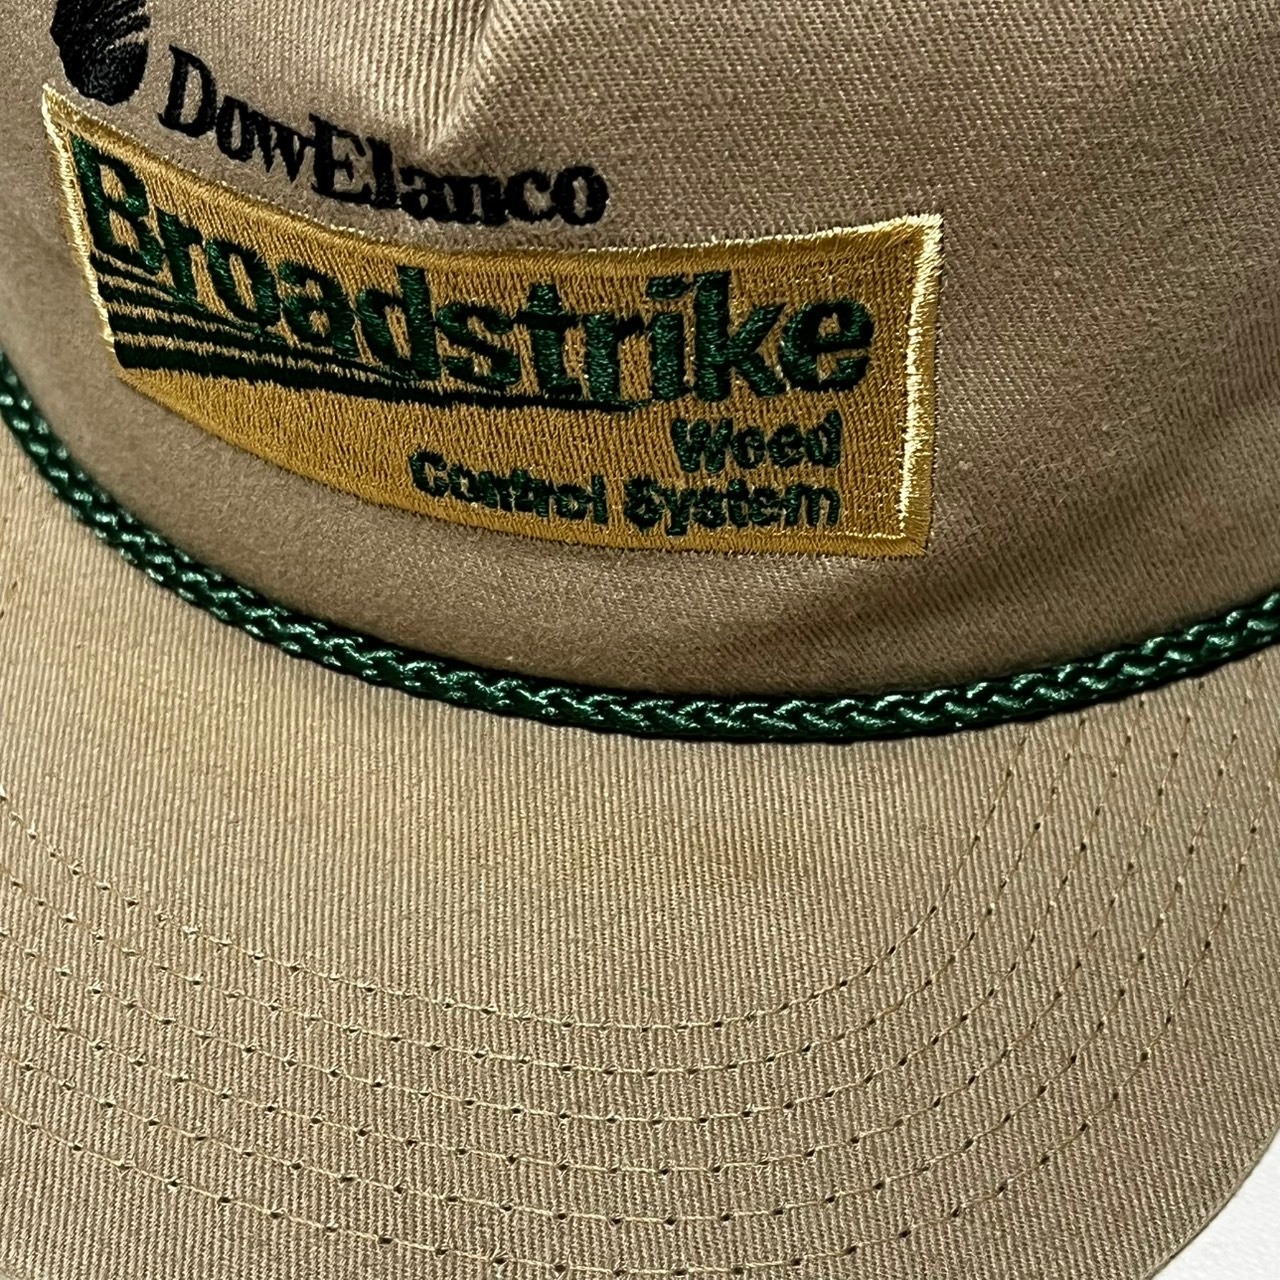 DowElanco
Broadstrike
Weed
Control System